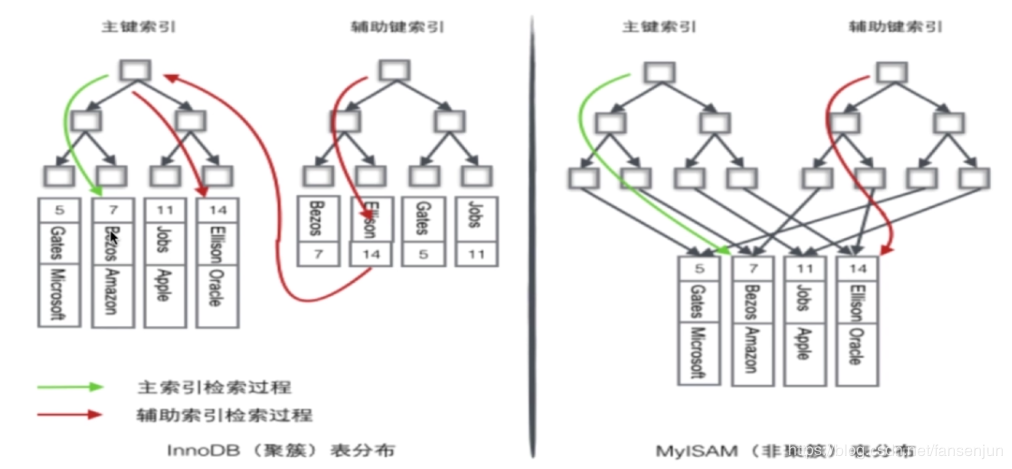 主键索引
辅助键索引
主键索引
辅助键索引
5
7
11
14
Gates Microsoft
Bezos Amazon
Jobs Apple
Ellison Oracle
Bezos
Ellison
Gates
Jobs
7
14
5
11
5
7
11
14
Gates Microsoft
Bezos Amazon
Jobs Apple
Ellison Oracle
主索引检索过程
辅助索引检索过程
InnoDB（聚簇）表分布
MyISAM（非聚簇）表分布
https://blog.csdn.net/fansenjun